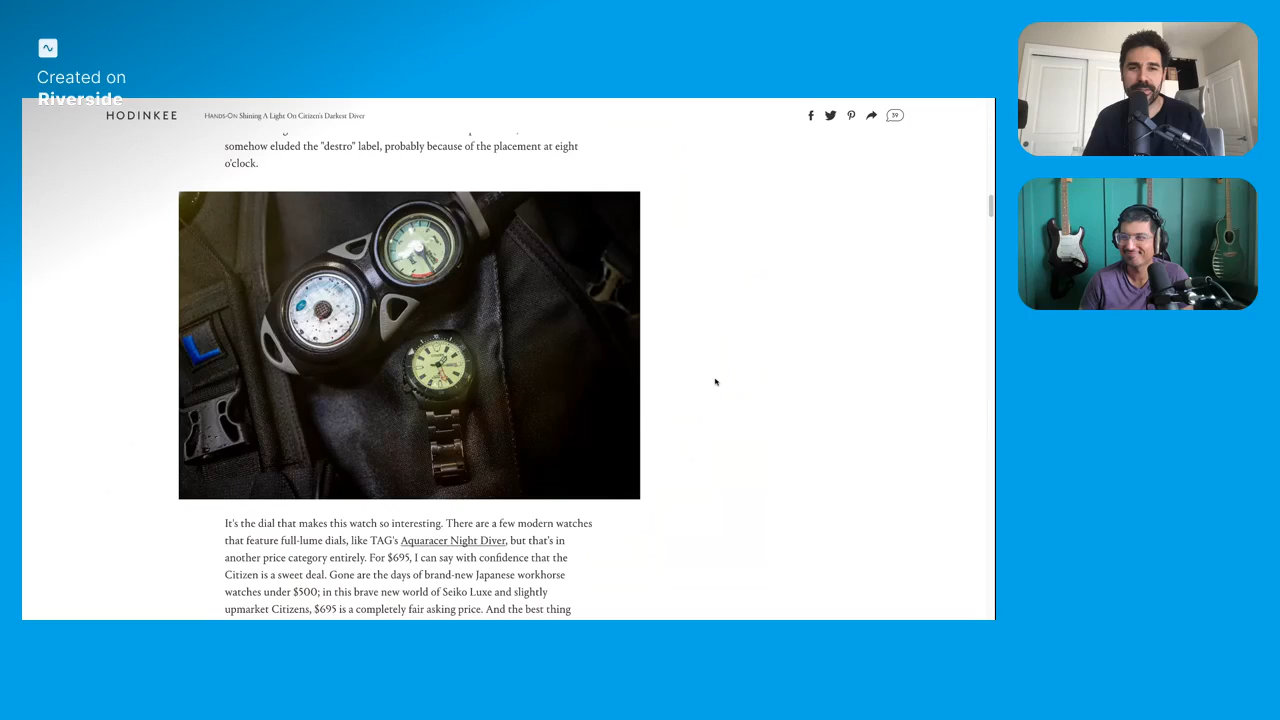 Created on
Riverside
HODINKEE
HANDS-ON Shining A Light On Citizen's Darkest Diver
39
somehow eluded the "destro" label, probably because of the placement at eight
o'clock.
It's the dial that makes this watch so interesting. There are a few modern watches
that feature full-lume dials, like TAG's Aquaracer Night Diver, but that's in
another price category entirely. For $695, I can say with confidence that the
Citizen is a sweet deal. Gone are the days of brand-new Japanese workhorse
watches under $500; in this brave new world of Seiko Luxe and slightly
upmarket Citizens, $695 is a completely fair asking price. And the best thing